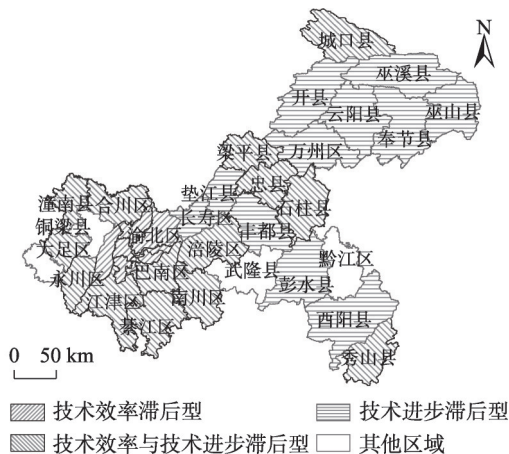 N
城口县
巫溪县
开县
云阳县
巫山县
奉节县
梁平县
万州区
忠县
垫江县
石柱县
潼南县
合川区
长寿区
铜梁县
渝北区
丰都县
大足区
涪陵区
黔江区
巴南区
武隆县
永川区
彭水县
江津区
南川区
綦江区
酉阳县
秀山县
0 50 km
技术效率滞后型
技术进步滞后型
技术效率与技术进步滞后型
其他区域